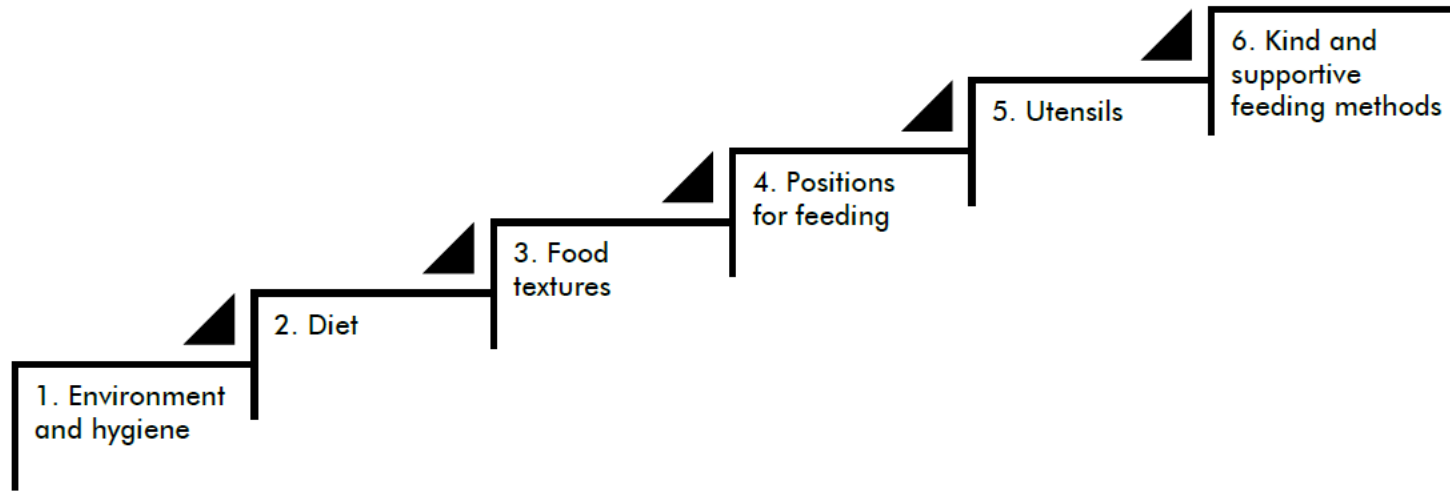 1. Environment
and hygiene
2. Diet
3. Food
textures
4. Positions
for feeding
5. Utensils
6. Kind and
supportive
feeding methods